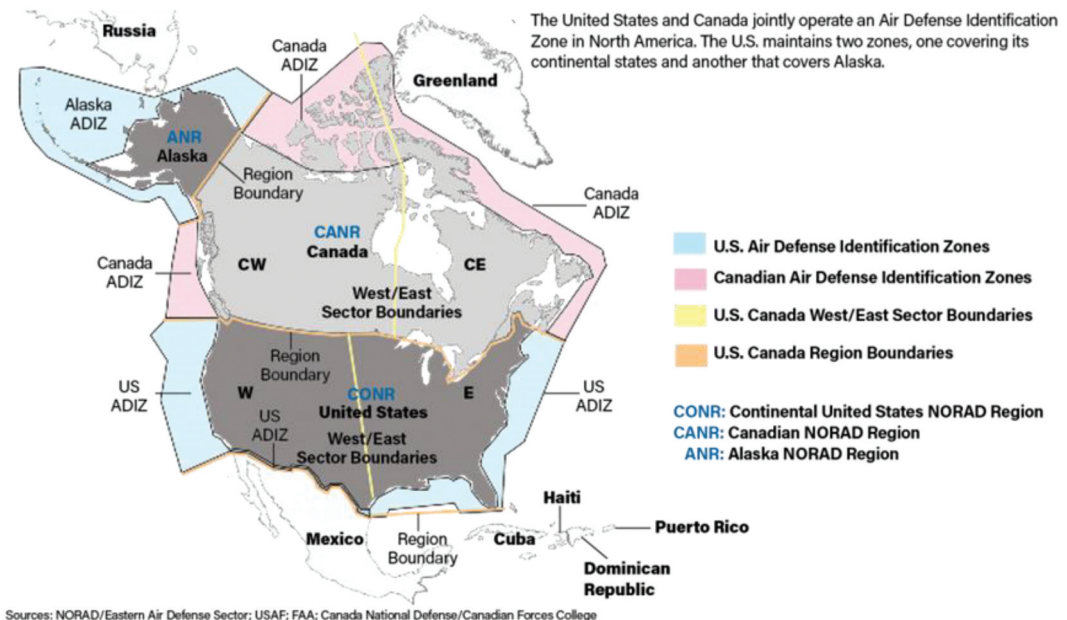 The United States and Canada jointly operate an Air Defense Identification
Zone in North America. The U.S. maintains two zones, one covering its
continental states and another that covers Alaska.
Russia
Canada
ADIZ
Greenland
Alaska
ADIZ
ANR
Alaska
Region
Boundary
Canada
ADIZ
CANR
Canada
CW
CE
Canada
ADIZ
West/East
Sector Boundaries
U.S. Air Defense Identification Zones
Canadian Air Defense Identification Zones
U.S. Canada West/East Sector Boundaries
U.S. Canada Region Boundaries
Region
Boundary
US
ADIZ
W
CONR
United States
E
US
ADIZ
US
ADIZ
West/East
Sector Boundaries
CONR: Continental United States NORAD Region
CANR: Canadian NORAD Region
ANR: Alaska NORAD Region
Mexico
Region
Boundary
Cuba
Haiti
Puerto Rico
Dominican
Republic
Sources: NORAD/Eastern Air Defense Sector; USAF; FAA; Canada National Defense/Canadian Forces College